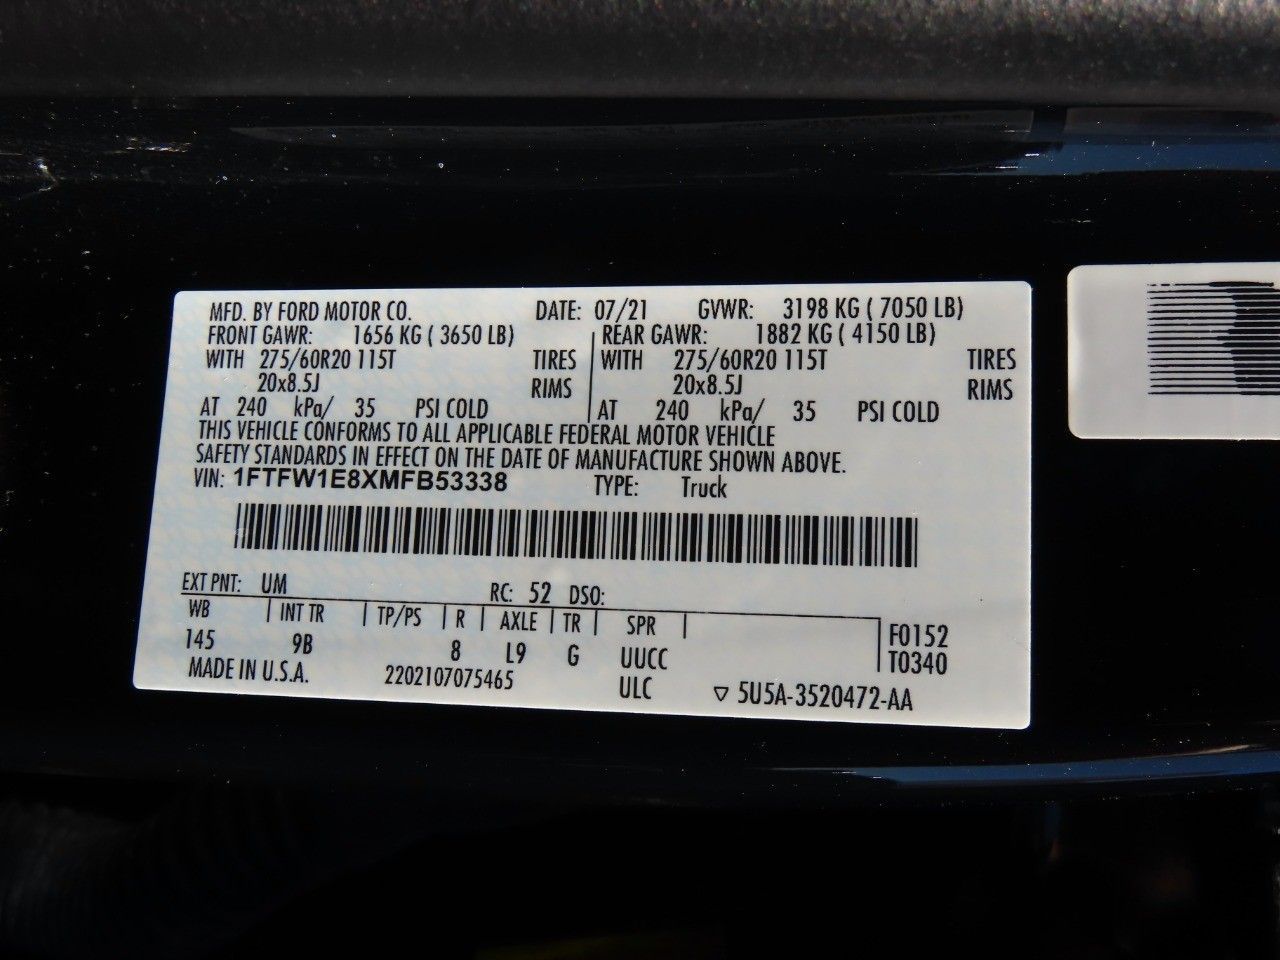 MFD. BY FORD MOTOR CO. DATE: 07/21 GVWR: 3198 KG ( 7050 LB)
FRONT GAWR: 1656 KG ( 3650 LB) REAR GAWR: 1882 KG ( 4150 LB)
WITH 275/60R20 115T TIRES WITH 275/60R20 115T TIRES
20x8.5J RIMS 20x8.5J RIMS
AT 240 kPa/ 35 PSI COLD AT 240 kPa/ 35 PSI COLD
THIS VEHICLE CONFORMS TO ALL APPLICABLE FEDERAL MOTOR VEHICLE
SAFETY STANDARDS IN EFFECT ON THE DATE OF MANUFACTURE SHOWN ABOVE.
VIN: 1FTFW1E8XMFB53338 TYPE: Truck
EXT PNT: UM RC: 52 DSO:
WB INT TR TP/PS R AXLE TR SPR
145 9B 8 L9 G UUCC F0152
T0340
MADE IN U.S.A. 2202107075465 ULC ▽ 5U5A-3520472-AA